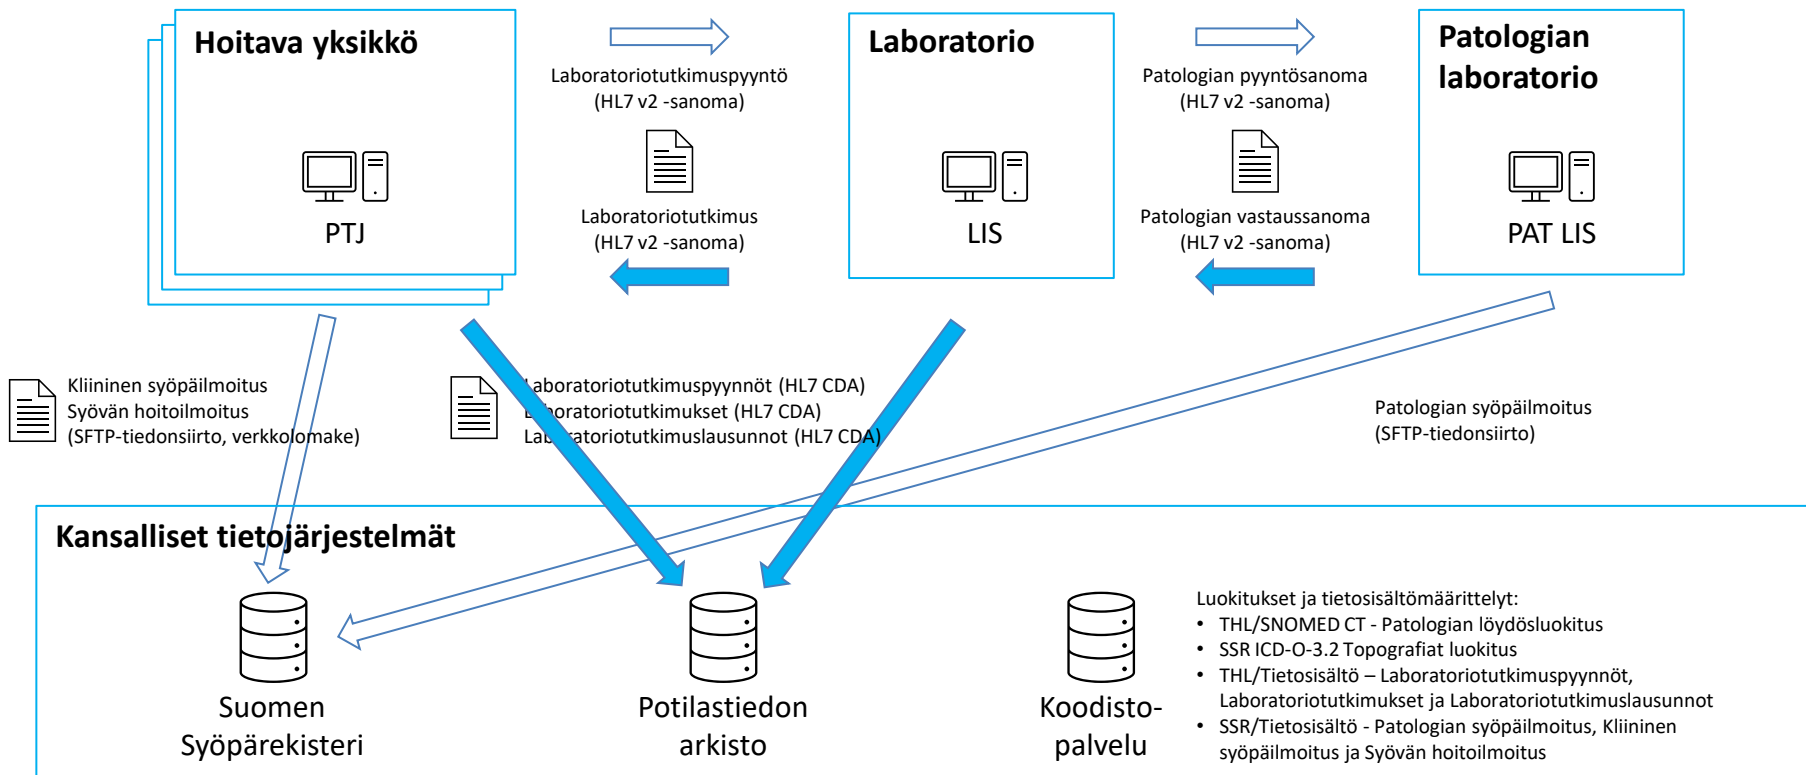 Hoitava yksikkö
PTJ
Laboratoriotutkimuspyyntö
(HL7 v2 -sanoma)
Laboratoriotutkimus
(HL7 v2 -sanoma)
Laboratorio
LIS
Patologian pyyntösanoma
(HL7 v2 -sanoma)
Patologian vastaussanoma
(HL7 v2 -sanoma)
Patologian
laboratorio
PAT LIS
Kliininen syöpäilmoitus
Syövän hoitoilmoitus
(SFTP-tiedonsiirto, verkkolomake)
Laboratoriotutkimuspyynnöt (HL7 CDA)
Laboratoriotutkimukset (HL7 CDA)
Laboratoriotutkimuslausunnot (HL7 CDA)
Patologian syöpäilmoitus
(SFTP-tiedonsiirto)
Kansalliset tietojärjestelmät
Suomen
Syöpärekisteri
Potilastiedon
arkisto
Koodisto-
palvelu
Luokitukset ja tietosisältömäärittelyt:
• THL/SNOMED CT - Patologian löydösluokitus
• SSR ICD-O-3.2 Topografiat luokitus
• THL/Tietosisältö – Laboratoriotutkimuspyynnöt,
Laboratoriotutkimukset ja Laboratoriotutkimuslausunnot
• SSR/Tietosisältö - Patologian syöpäilmoitus, Kliininen
syöpäilmoitus ja Syövän hoitoilmoitus